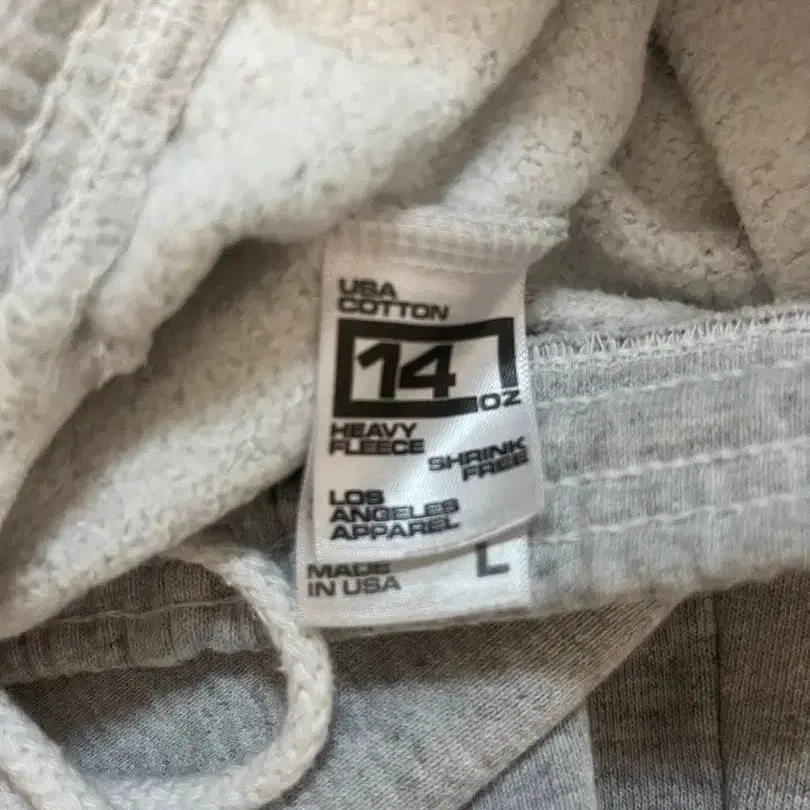 USA
COTTON
14
OZ
HEAVY
FLEECE
SHRINK
FREE
LOS
ANGELES
APPAREL
MADE
IN USA
L